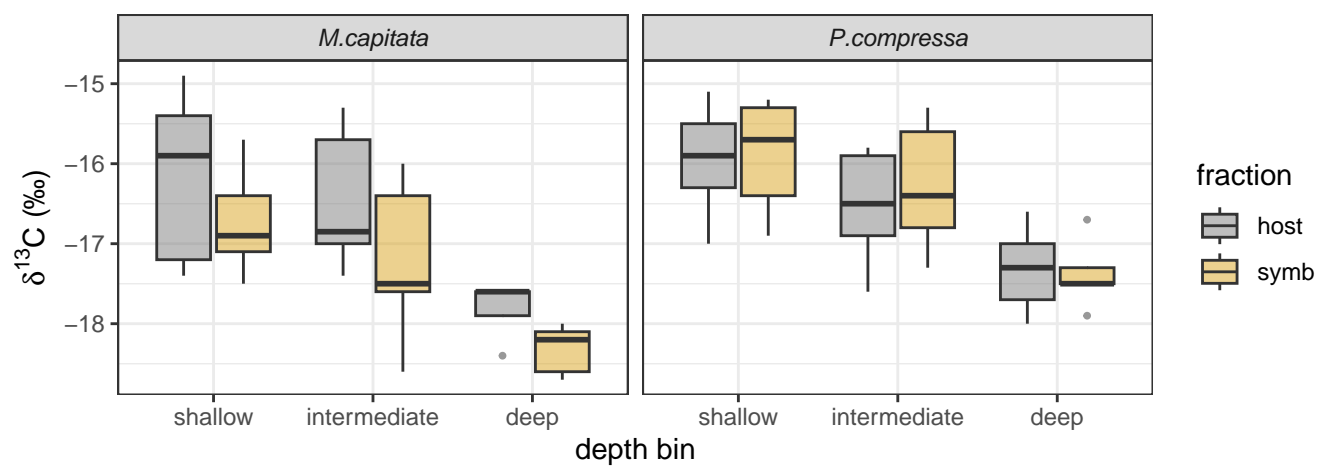 M.capitata
P.compressa
δ13C (‰)
−15
−16
−17
−18
shallow
intermediate
deep
shallow
intermediate
deep
depth bin
fraction
host
symb